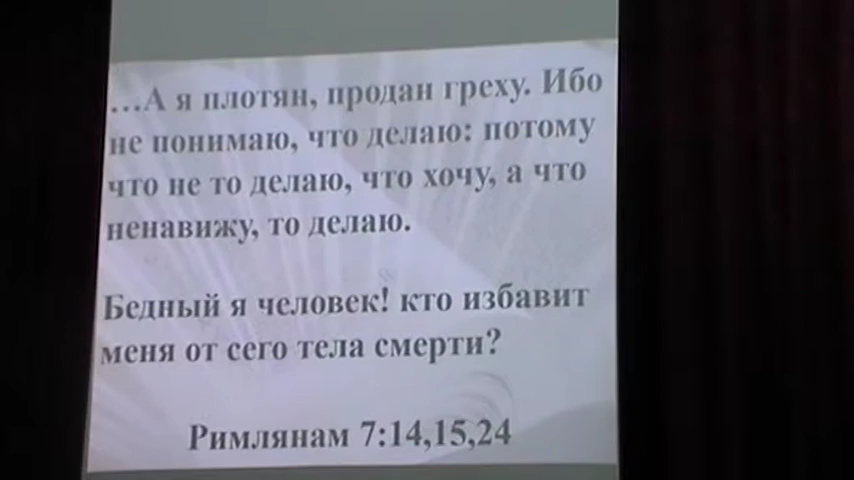 ...А я плотян, продан греху. Ибо
не понимаю, что делаю: потому
что не то делаю, что хочу, а что
ненавижу, то делаю.
Бедный я человек! кто избавит
меня от сего тела смерти?
Римлянам 7:14,15,24